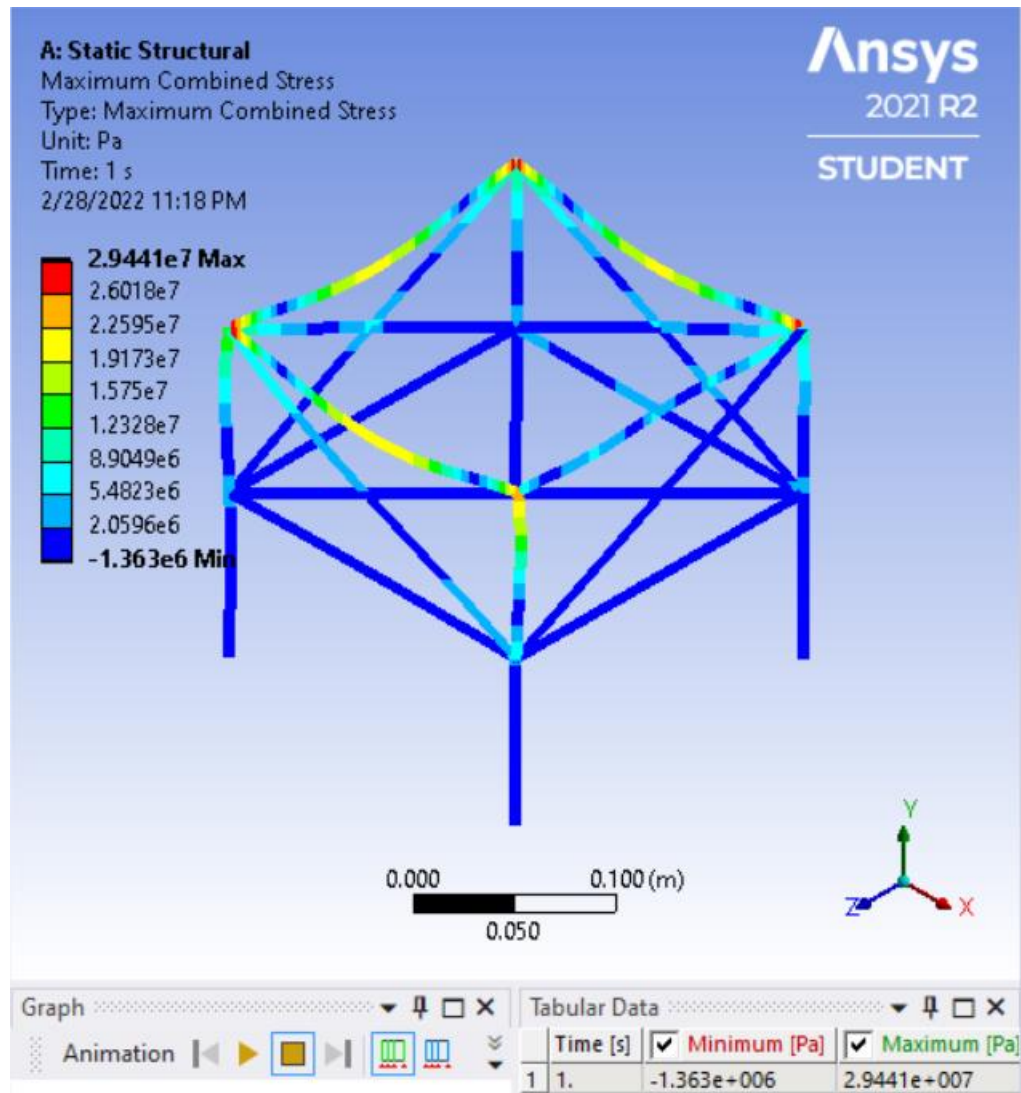 A: Static Structural
Maximum Combined Stress
Type: Maximum Combined Stress
Unit: Pa
Time: 1 s
2/28/2022 11:18 PM
Ansys
2021 R2
STUDENT
2.9441e7 Max
2.6018e7
2.2595e7
1.9173e7
1.575e7
1.2328e7
8.9049e6
5.4823e6
2.0596e6
-1.363e6 Min
0.000 0.100 (m)
0.050
Y
Z X
Graph
Animation
Tabular Data
Time [s] Minimum [Pa] Maximum [Pa]
1 1. -1.363e+006 2.9441e+007